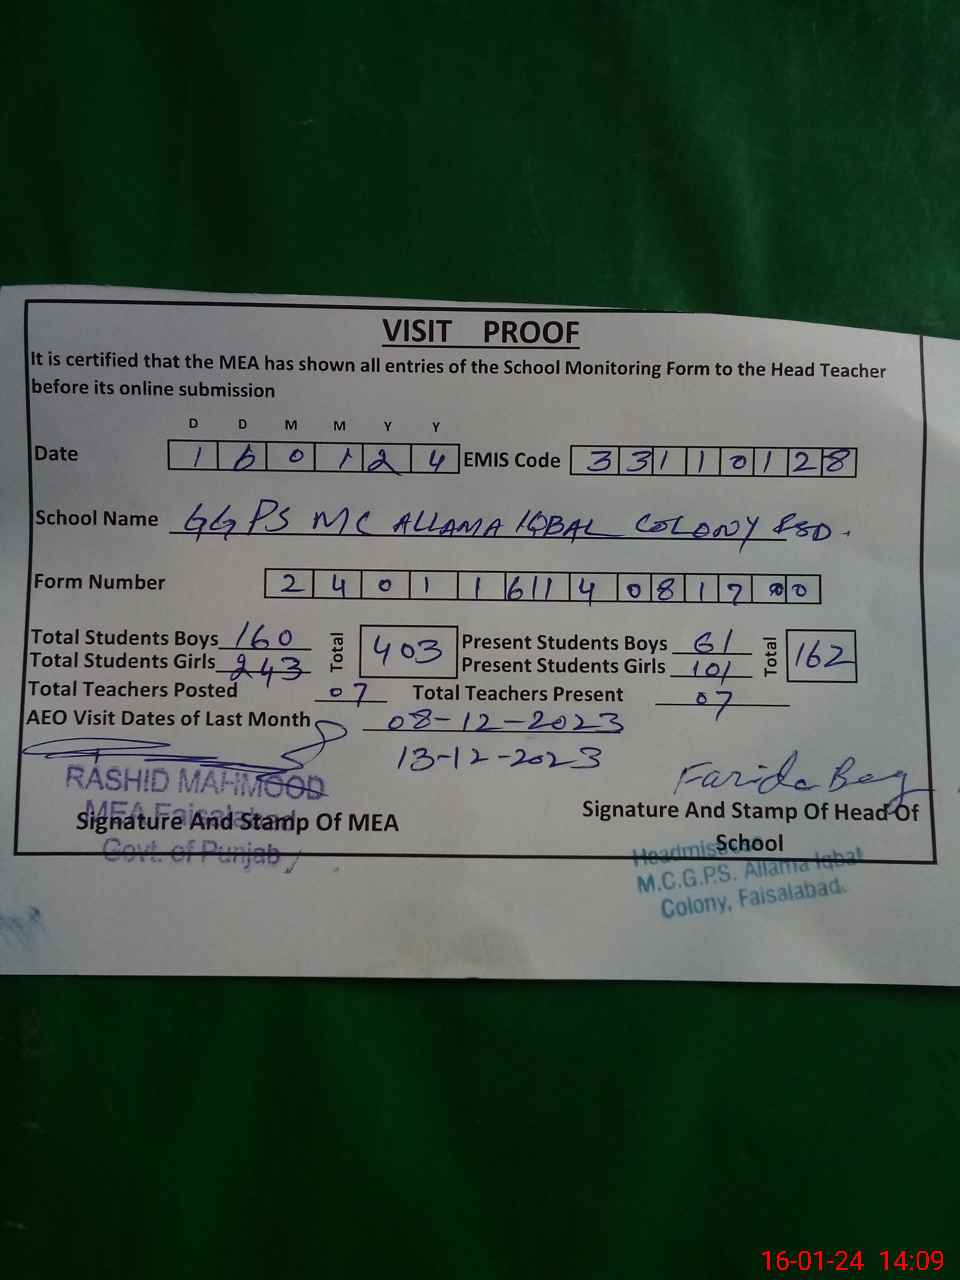 VISIT PROOF
It is certified that the MEA has shown all entries of the School Monitoring Form to the Head Teacher
before its online submission
D D M M Y Y
Date 1 6 0 1 2 4 EMIS Code 3 3 1 1 0 1 2 8
School Name GGPS MC ALLAMA IQBAL COLONY FSD.
Form Number 2 4 0 1 1 6 1 1 4 0 8 1 7 0 0
Total Students Boys 160 Total 403 Present Students Boys 61 Total 162
Total Students Girls 243 Present Students Girls 101
Total Teachers Posted 07 Total Teachers Present 07
AEO Visit Dates of Last Month 08-12-2023
13-12-2023
RASHID MAHMOOD
MEA Faisalabad
Govt. of Punjab
Signature And Stamp Of MEA
Farida Beg
Signature And Stamp Of Head Of
School
Headmistress
M.C.G.P.S. Allama Iqbal
Colony, Faisalabad.
16-01-24 14:09